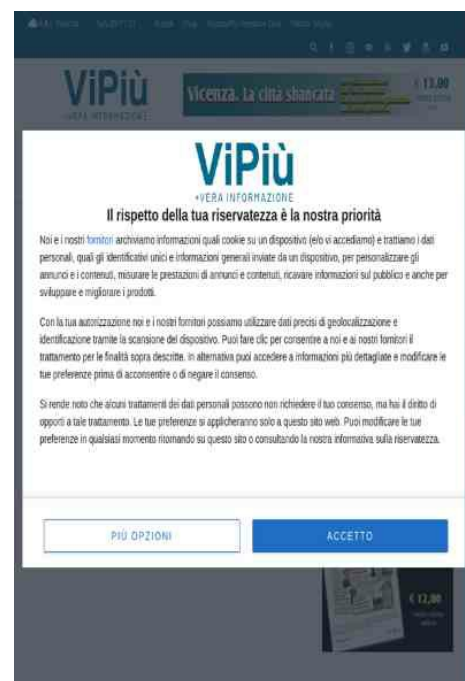 ViPiù
Vicenza. La città sbancata
€ 13,00
ViPiù
+VERA INFORMAZIONE
Il rispetto della tua riservatezza è la nostra priorità
Noi e i nostri fornitori archiviamo informazioni quali cookie su un dispositivo (e/o vi accediamo) e trattiamo i dati
personali, quali gli identificativi unici e informazioni generali inviate da un dispositivo, per personalizzare gli
annunci e i contenuti, misurare le prestazioni di annunci e contenuti, ricavare informazioni sul pubblico e anche per
sviluppare e migliorare i prodotti.
Con la tua autorizzazione noi e i nostri fornitori possiamo utilizzare dati precisi di geolocalizzazione e
identificazione tramite la scansione del dispositivo. Puoi fare clic per consentire a noi e ai nostri fornitori il
trattamento per le finalità sopra descritte. In alternativa puoi accedere a informazioni più dettagliate e modificare le
tue preferenze prima di acconsentire o di negare il consenso.
Si rende noto che alcuni trattamenti dei dati personali possono non richiedere il tuo consenso, ma hai il diritto di
opporti a tale trattamento. Le tue preferenze si applicheranno solo a questo sito web. Puoi modificare le tue
preferenze in qualsiasi momento ritornando su questo sito o consultando la nostra informativa sulla riservatezza.
PIÙ OPZIONI
ACCETTO
€ 12,00